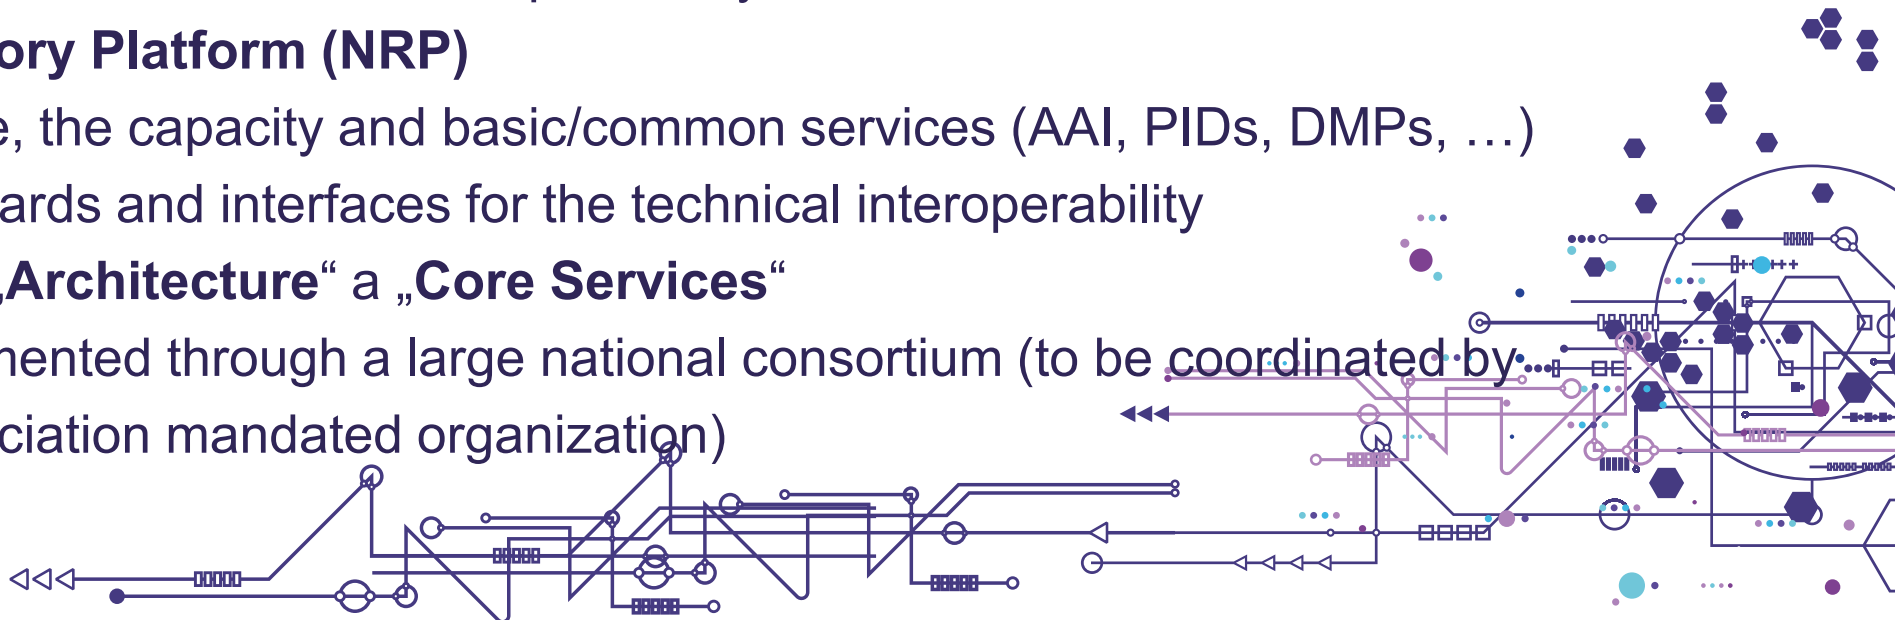 ory Platform (NRP)
e, the capacity and basic/common services (AAI, PIDs, DMPs, …)
ards and interfaces for the technical interoperability
„Architecture“ a „Core Services“
mented through a large national consortium (to be coordinated by
ciation mandated organization)